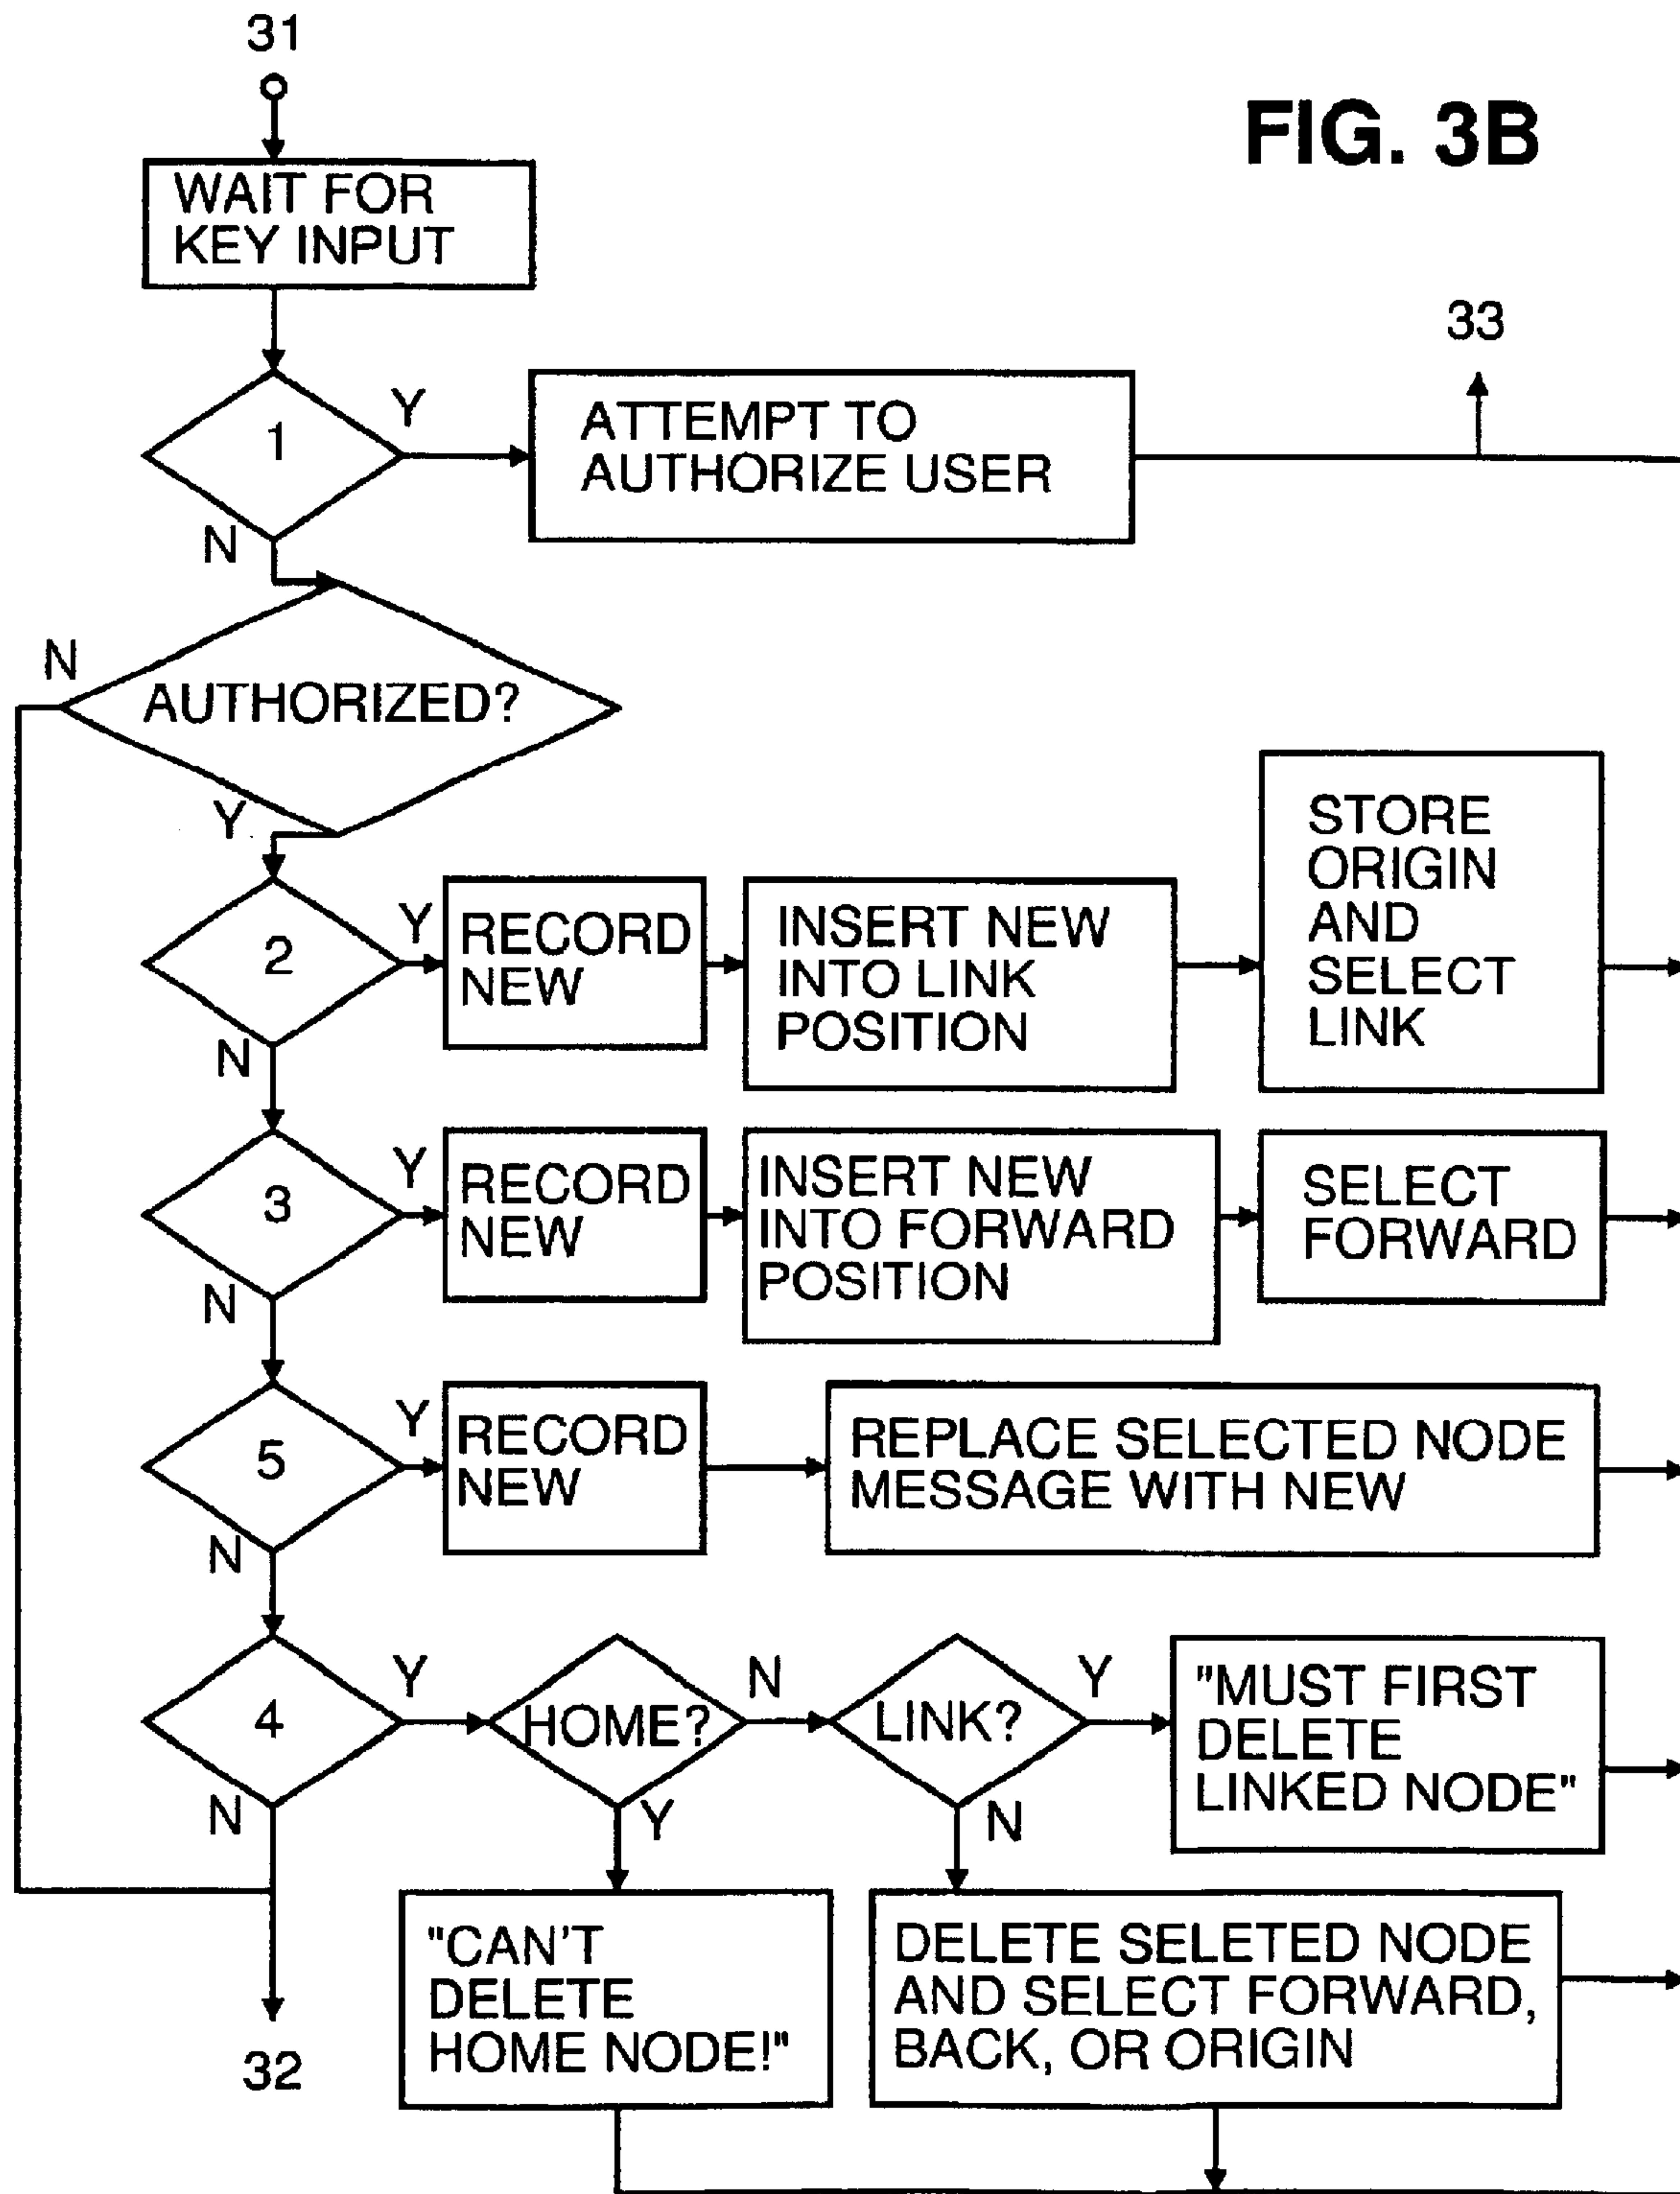 31
FIG. 3B
WAIT FOR
KEY INPUT
33
1
Y
ATTEMPT TO
AUTHORIZE USER
N
N
AUTHORIZED?
Y
2
Y
RECORD
NEW
INSERT NEW
INTO LINK
POSITION
STORE
ORIGIN
AND
SELECT
LINK
N
3
Y
RECORD
NEW
INSERT NEW
INTO FORWARD
POSITION
SELECT
FORWARD
N
5
Y
RECORD
NEW
REPLACE SELECTED NODE
MESSAGE WITH NEW
N
4
Y
HOME?
N
LINK?
Y
"MUST FIRST
DELETE
LINKED NODE"
N
Y
N
"CAN'T
DELETE
HOME NODE!"
DELETE SELETED NODE
AND SELECT FORWARD,
BACK, OR ORIGIN
32